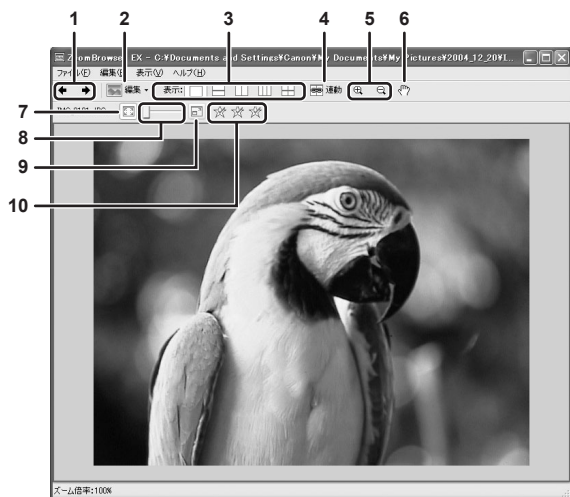 1 2 3 4 5 6
ZoomBrowser EX - C:¥Documents and Settings¥Canon¥My Documents¥My Pictures¥2004_12_20¥I...
ファイル(F) 編集(E) 表示(V) ヘルプ(H)
編集 表示: 連動
7
8
9
10
ズーム倍率:100%